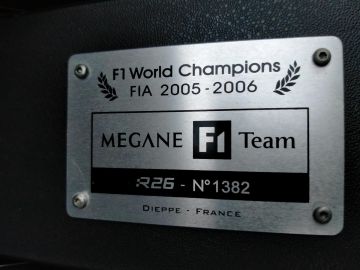 F1 World Champions
FIA 2005-2006
MEGANE F1 Team
R26 - N°1382
DIEPPE - FRANCE